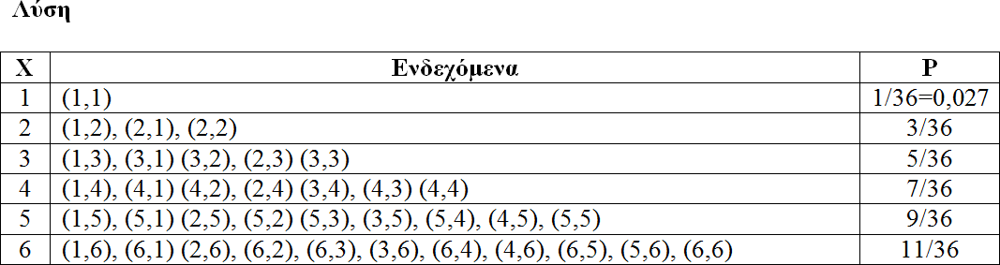 Λύση
Χ Ενδεχόμενα Ρ
1 (1,1) 1/36=0,027
2 (1,2), (2,1), (2,2) 3/36
3 (1,3), (3,1) (3,2), (2,3) (3,3) 5/36
4 (1,4), (4,1) (4,2), (2,4) (3,4), (4,3) (4,4) 7/36
5 (1,5), (5,1) (2,5), (5,2) (5,3), (3,5), (5,4), (4,5), (5,5) 9/36
6 (1,6), (6,1) (2,6), (6,2), (6,3), (3,6), (6,4), (4,6), (6,5), (5,6), (6,6) 11/36